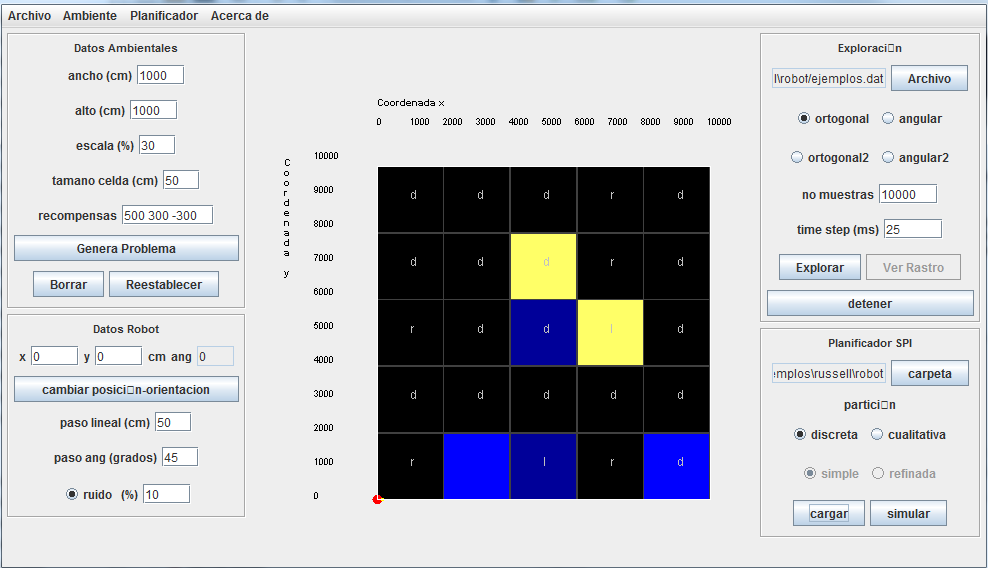 Archivo Ambiente Planificador Acerca de
Datos Ambientales
ancho (cm) 1000
alto (cm) 1000
escala (%) 30
tamano celda (cm) 50
recompensas 500 300 -300
Genera Problema
Borrar Reestablecer
Datos Robot
x 0 y 0 cm ang 0
cambiar posici▯n-orientacion
paso lineal (cm) 50
paso ang (grados) 45
ruido (%) 10
Coordenada x
0 1000 2000 3000 4000 5000 6000 7000 8000 9000 10000
Coordenada y
10000
9000
8000
7000
6000
5000
4000
3000
2000
1000
0
d d d r d
d d d r d
r d d l d
d d d d d
r l r d
Exploraci▯n
l\robot/ejemplos.dat Archivo
ortogonal angular
ortogonal2 angular2
no muestras 10000
time step (ms) 25
Explorar Ver Rastro
detener
Planificador SPI
emplos\russell\robot carpeta
partici▯n
discreta cualitativa
simple refinada
cargar simular